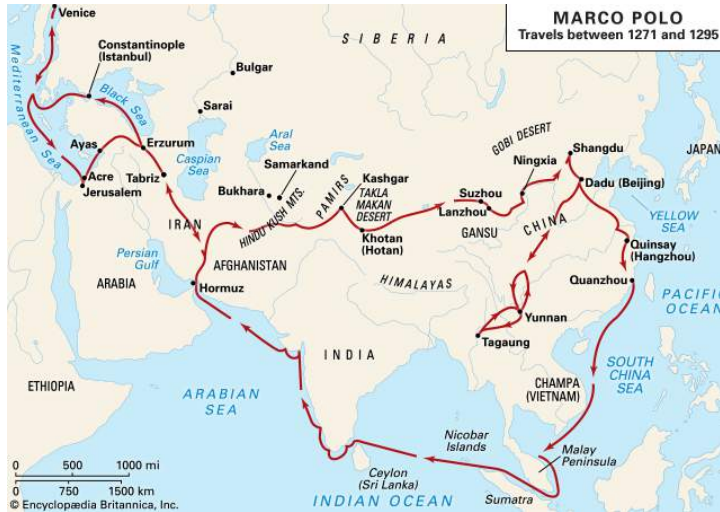 MARCO POLO
Travels between 1271 and 1295
Venice
SIBERIA
Constantinople
(Istanbul)
Bulgar
Mediterranean Sea
Black Sea
Sarai
Aral
Sea
GOBI DESERT
Shangdu
JAPAN
Ayas
Erzurum
Caspian
Sea
Samarkand
Ningxia
Acre
Jerusalem
Tabriz
Bukhara
PAMIRS
Kashgar
TAKLA
MAKAN
DESERT
Suzhou
Lanzhou
Dadu (Beijing)
IRAN
HINDU KUSH MTS.
Khotan
(Hotan)
GANSU
CHINA
YELLOW
SEA
Persian
Gulf
AFGHANISTAN
Quinsay
(Hangzhou)
ARABIA
Hormuz
HIMALAYAS
Quanzhou
PACIFIC
OCEAN
Yunnan
INDIA
Tagaung
ETHIOPIA
ARABIAN
SEA
CHAMPA
(VIETNAM)
SOUTH
CHINA
SEA
Nicobar
Islands
Malay
Peninsula
0 500 1000 mi
0 750 1500 km
Ceylon
(Sri Lanka)
Sumatra
© Encyclopædia Britannica, Inc.
INDIAN OCEAN